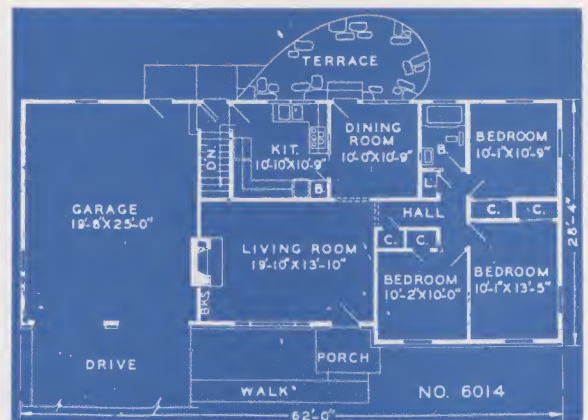 TERRACE
KIT.
10'-10"X10'-9"
DINING
ROOM
10'-0"X10'-9"
B.
BEDROOM
10'-1"X10'-9"
D'N.
B.
L.
GARAGE
19'-8"X25'-0"
HALL
C.
C.
28'-4"
LIVING ROOM
19'-10"X13'-10"
C.
C.
BKS.
BEDROOM
10'-2"X10'-0"
BEDROOM
10'-1"X13'-5"
DRIVE
PORCH
WALK
NO. 6014
62'-0"